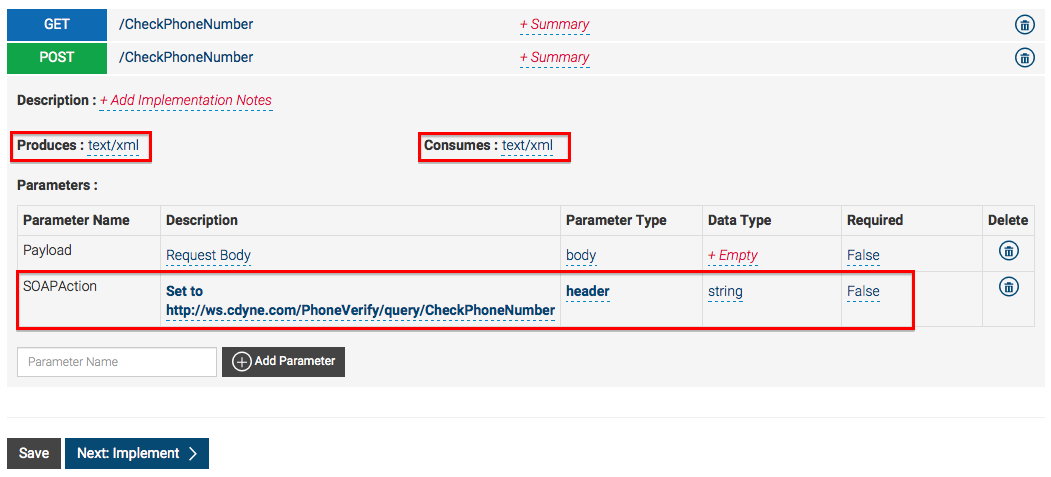 GET /CheckPhoneNumber + Summary
POST /CheckPhoneNumber + Summary
Description : + Add Implementation Notes
Produces : text/xml Consumes : text/xml
Parameters :
Parameter Name Description Parameter Type Data Type Required Delete
Payload Request Body body + Empty False
SOAPAction Set to header string False
http://ws.cdyne.com/PhoneVerify/query/CheckPhoneNumber
Parameter Name Add Parameter
Save Next: Implement